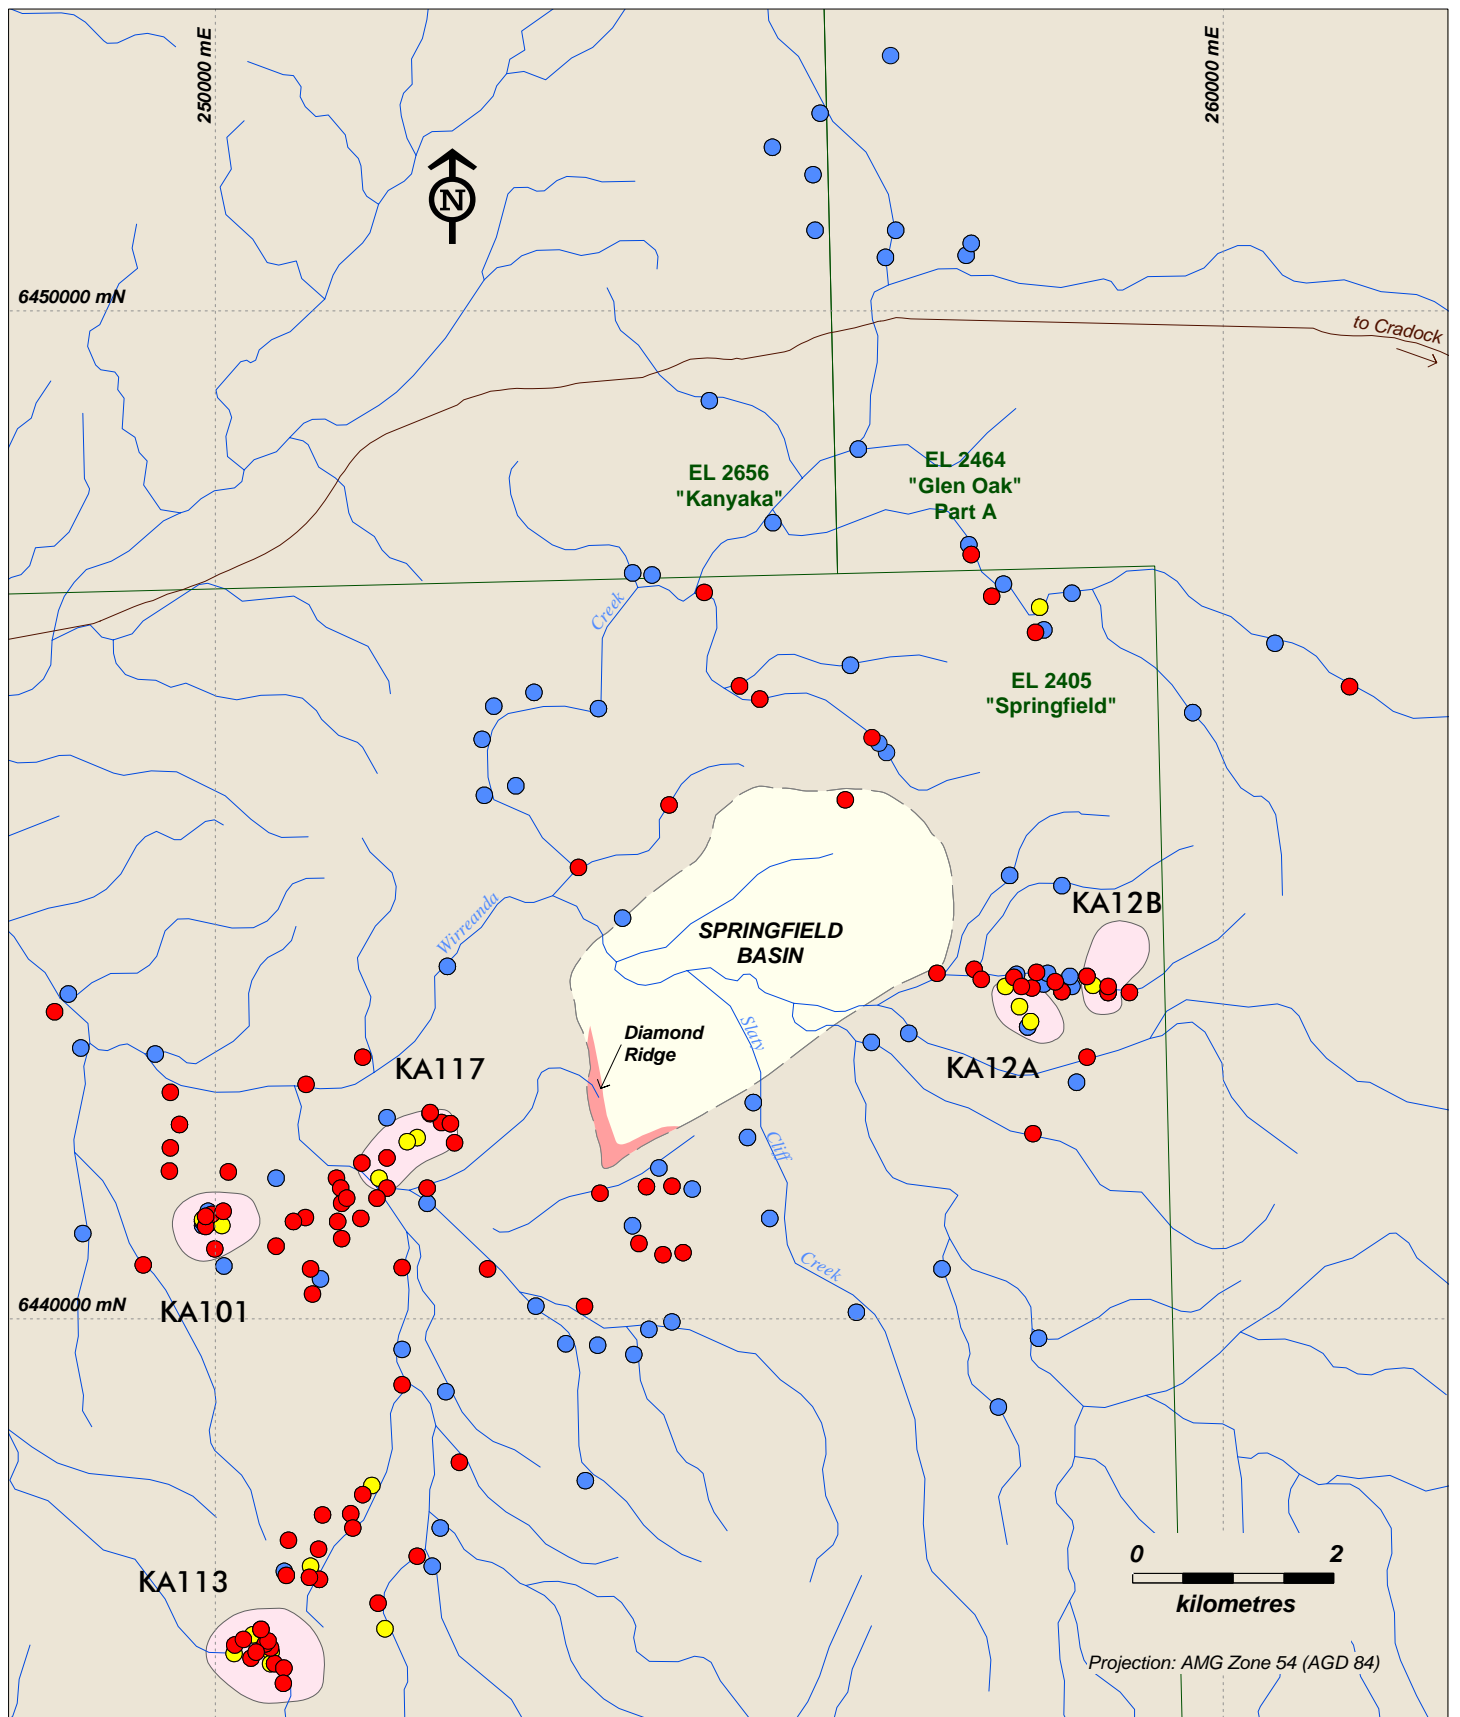 250000 mE
260000 mE
N
6450000 mN
to Cradock
EL 2656
"Kanyaka"
EL 2464
"Glen Oak"
Part A
Creek
EL 2405
"Springfield"
KA12B
Wirreanda
SPRINGFIELD
BASIN
Slaty
Diamond
Ridge
KA117
KA12A
Cliff
Creek
KA101
6440000 mN
0 2
kilometres
KA113
Projection: AMG Zone 54 (AGD 84)